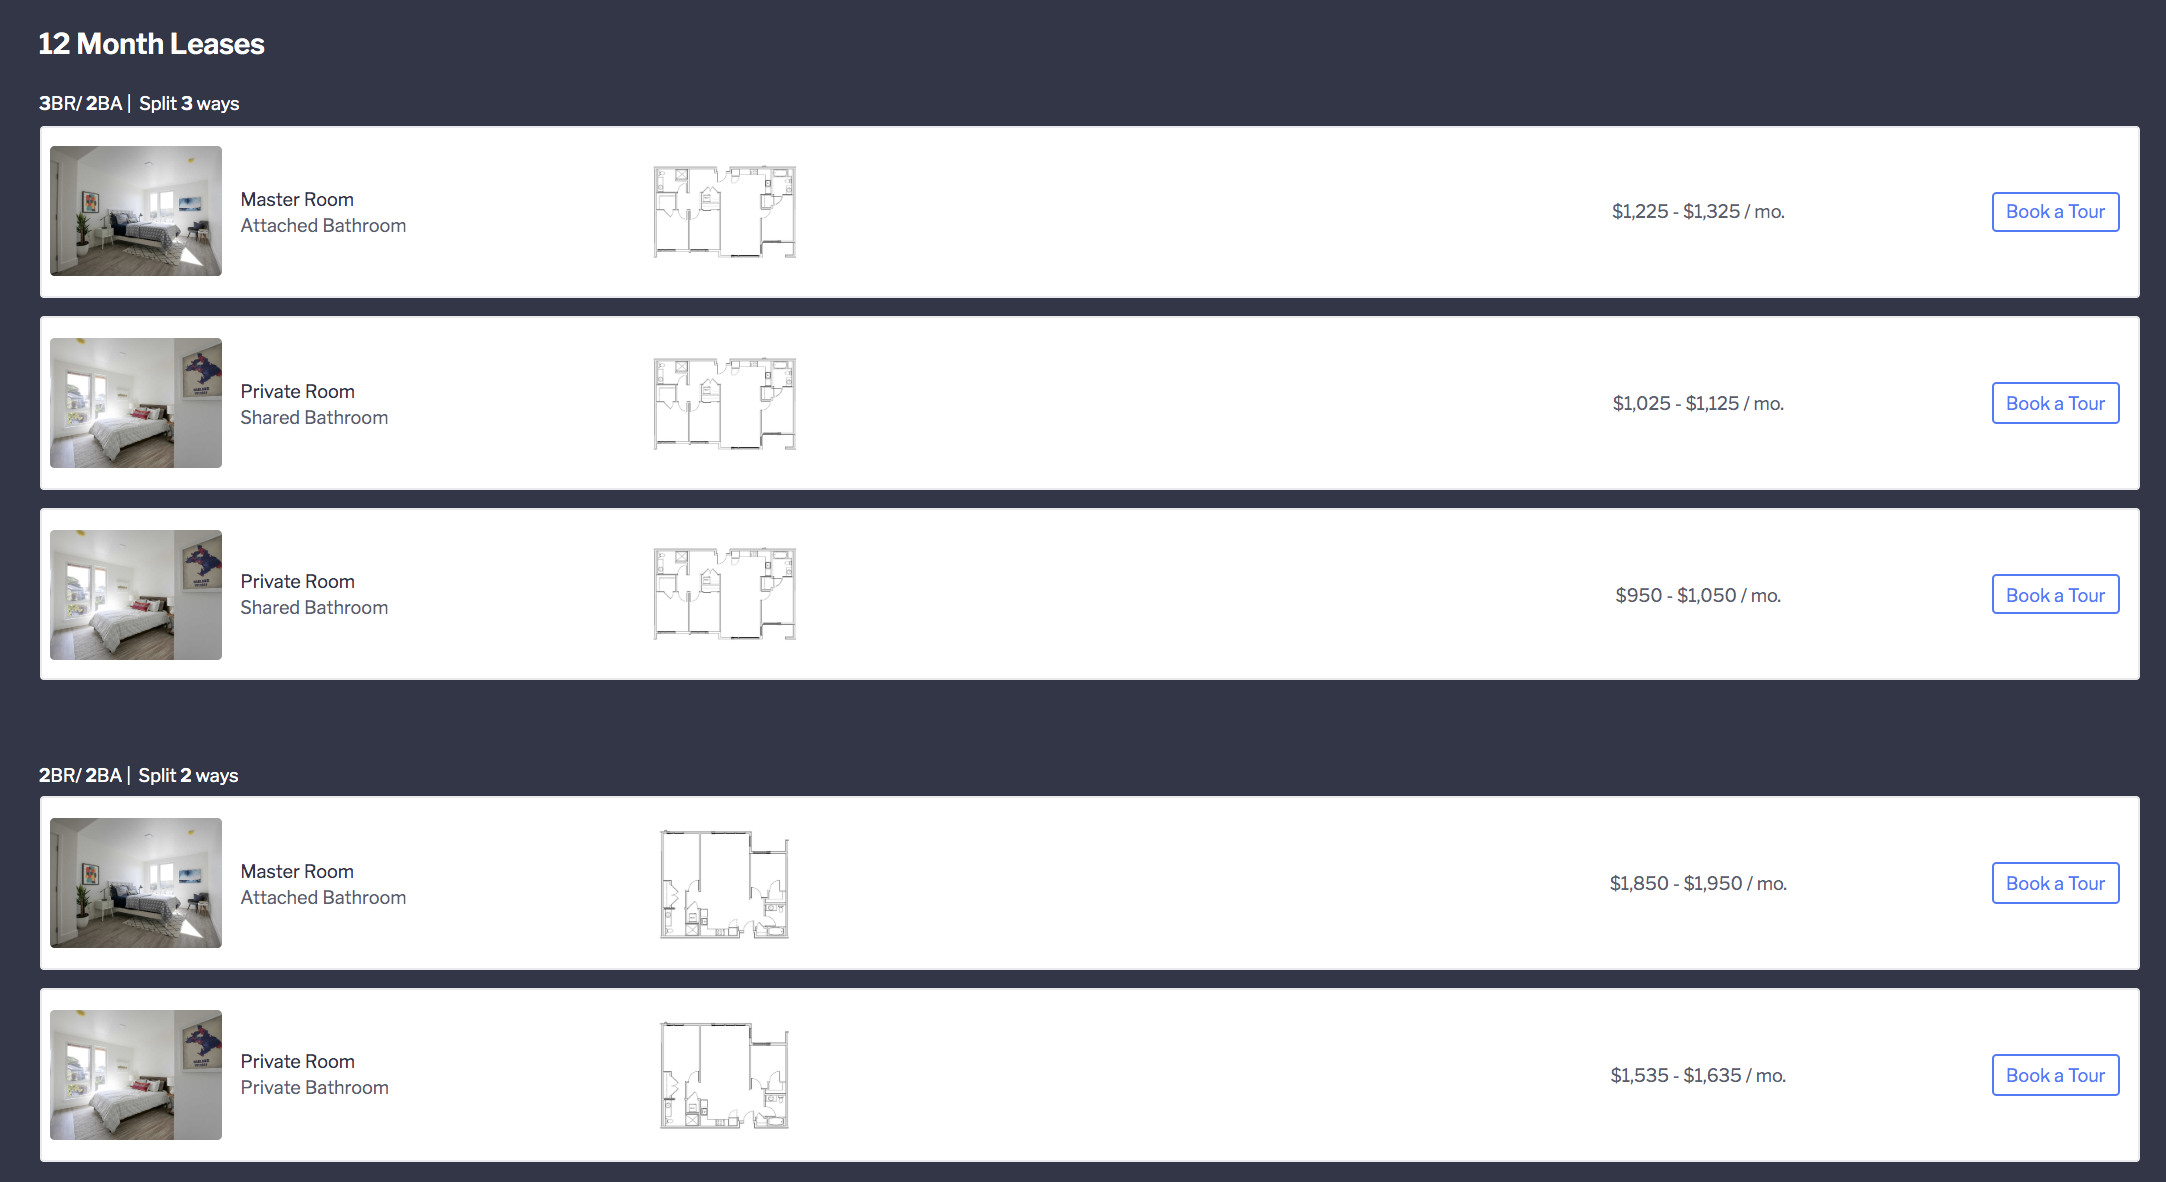 12 Month Leases
3BR/ 2BA | Split 3 ways
Master Room
Attached Bathroom
$1,225 - $1,325 / mo.
Book a Tour
Private Room
Shared Bathroom
$1,025 - $1,125 / mo.
Book a Tour
Private Room
Shared Bathroom
$950 - $1,050 / mo.
Book a Tour
2BR/ 2BA | Split 2 ways
Master Room
Attached Bathroom
$1,850 - $1,950 / mo.
Book a Tour
Private Room
Private Bathroom
$1,535 - $1,635 / mo.
Book a Tour